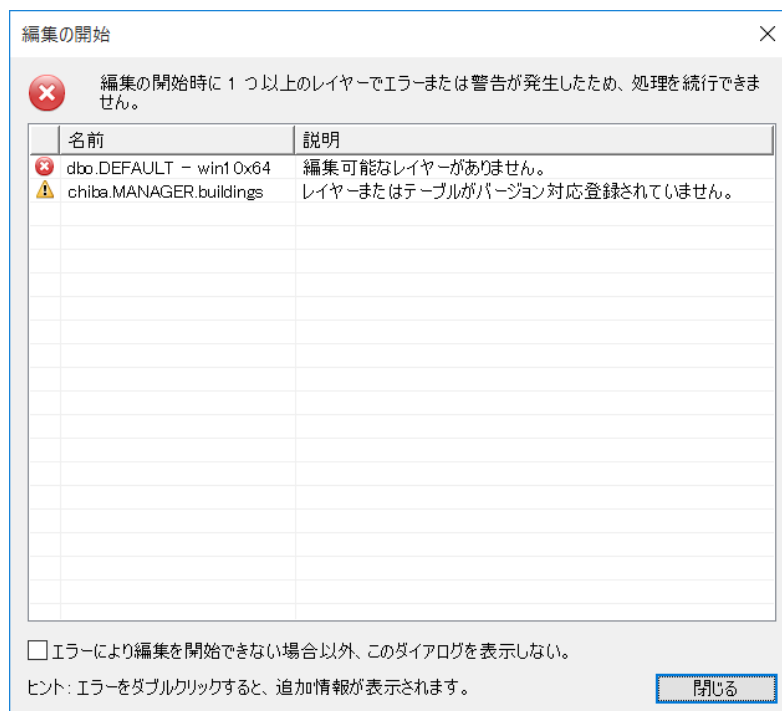 編集の開始
編集の開始時に 1 つ以上のレイヤーでエラーまたは警告が発生したため、処理を続行できま
せん。
名前 説明
dbo.DEFAULT - win10x64 編集可能なレイヤーがありません。
chiba.MANAGER.buildings レイヤーまたはテーブルがバージョン対応登録されていません。
エラーにより編集を開始できない場合以外、このダイアログを表示しない。
ヒント: エラーをダブルクリックすると、追加情報が表示されます。 閉じる